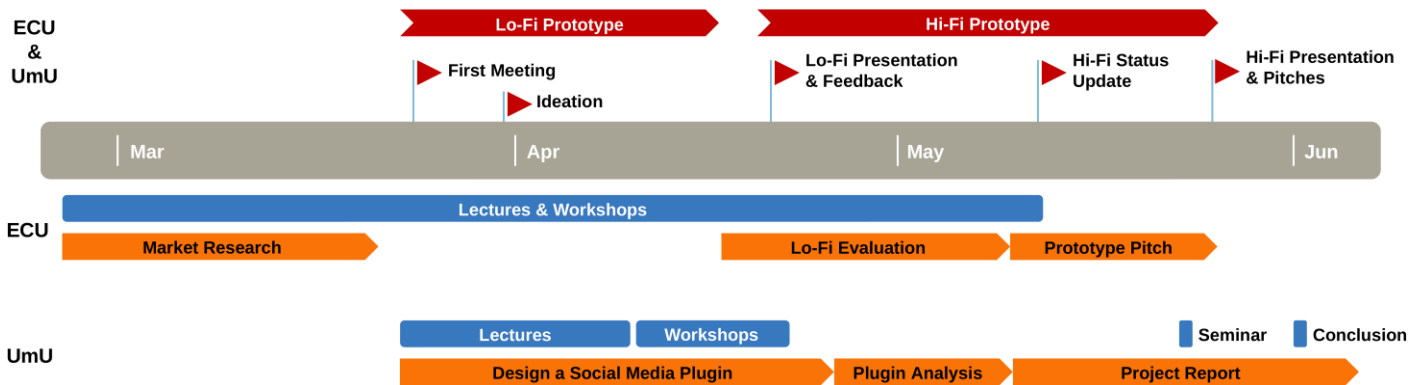 ECU
&
UmU
Lo-Fi Prototype
Hi-Fi Prototype
First Meeting
Ideation
Lo-Fi Presentation
& Feedback
Hi-Fi Status
Update
Hi-Fi Presentation
& Pitches
Mar
Apr
May
Jun
ECU
Lectures & Workshops
Market Research
Lo-Fi Evaluation
Prototype Pitch
UmU
Lectures
Workshops
Seminar
Conclusion
Design a Social Media Plugin
Plugin Analysis
Project Report